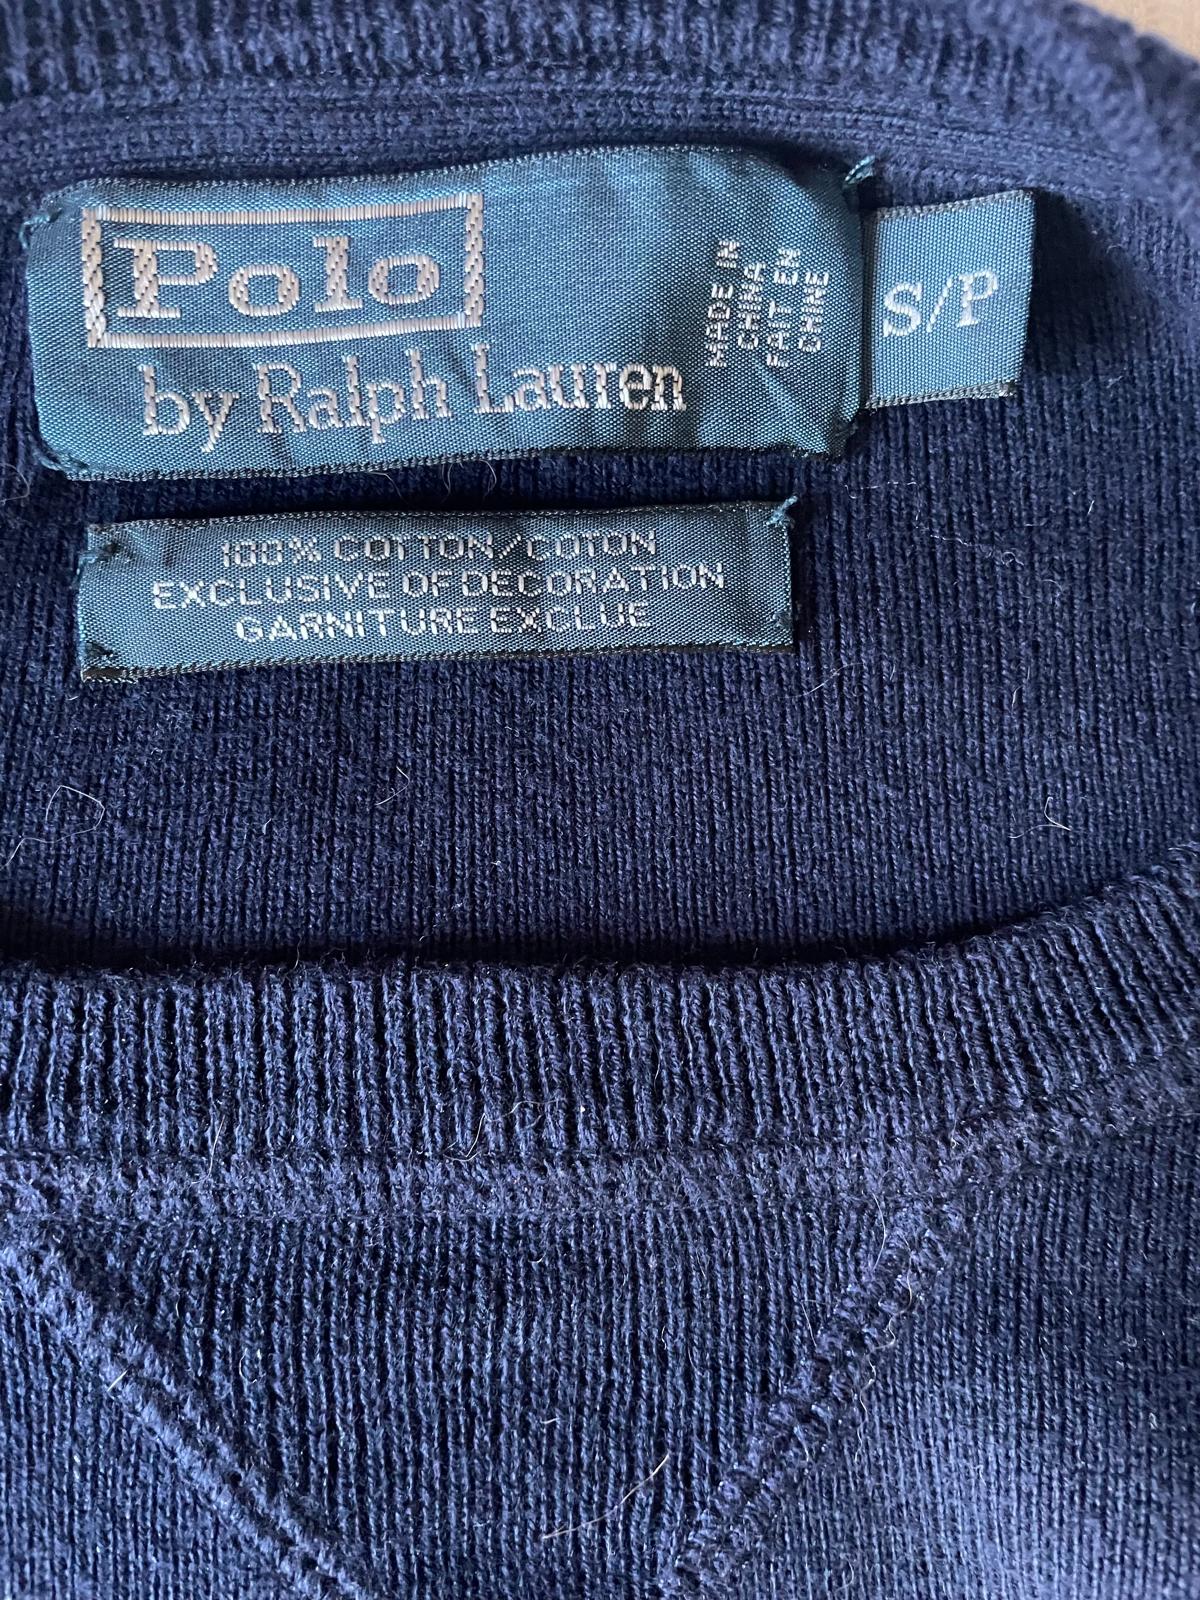 Polo
by Ralph Lauren
MADE IN
CHINA
FAIT EN
CHINE
S/P
100% COTTON/COTON
EXCLUSIVE OF DECORATION
GARNITURE EXCLUE